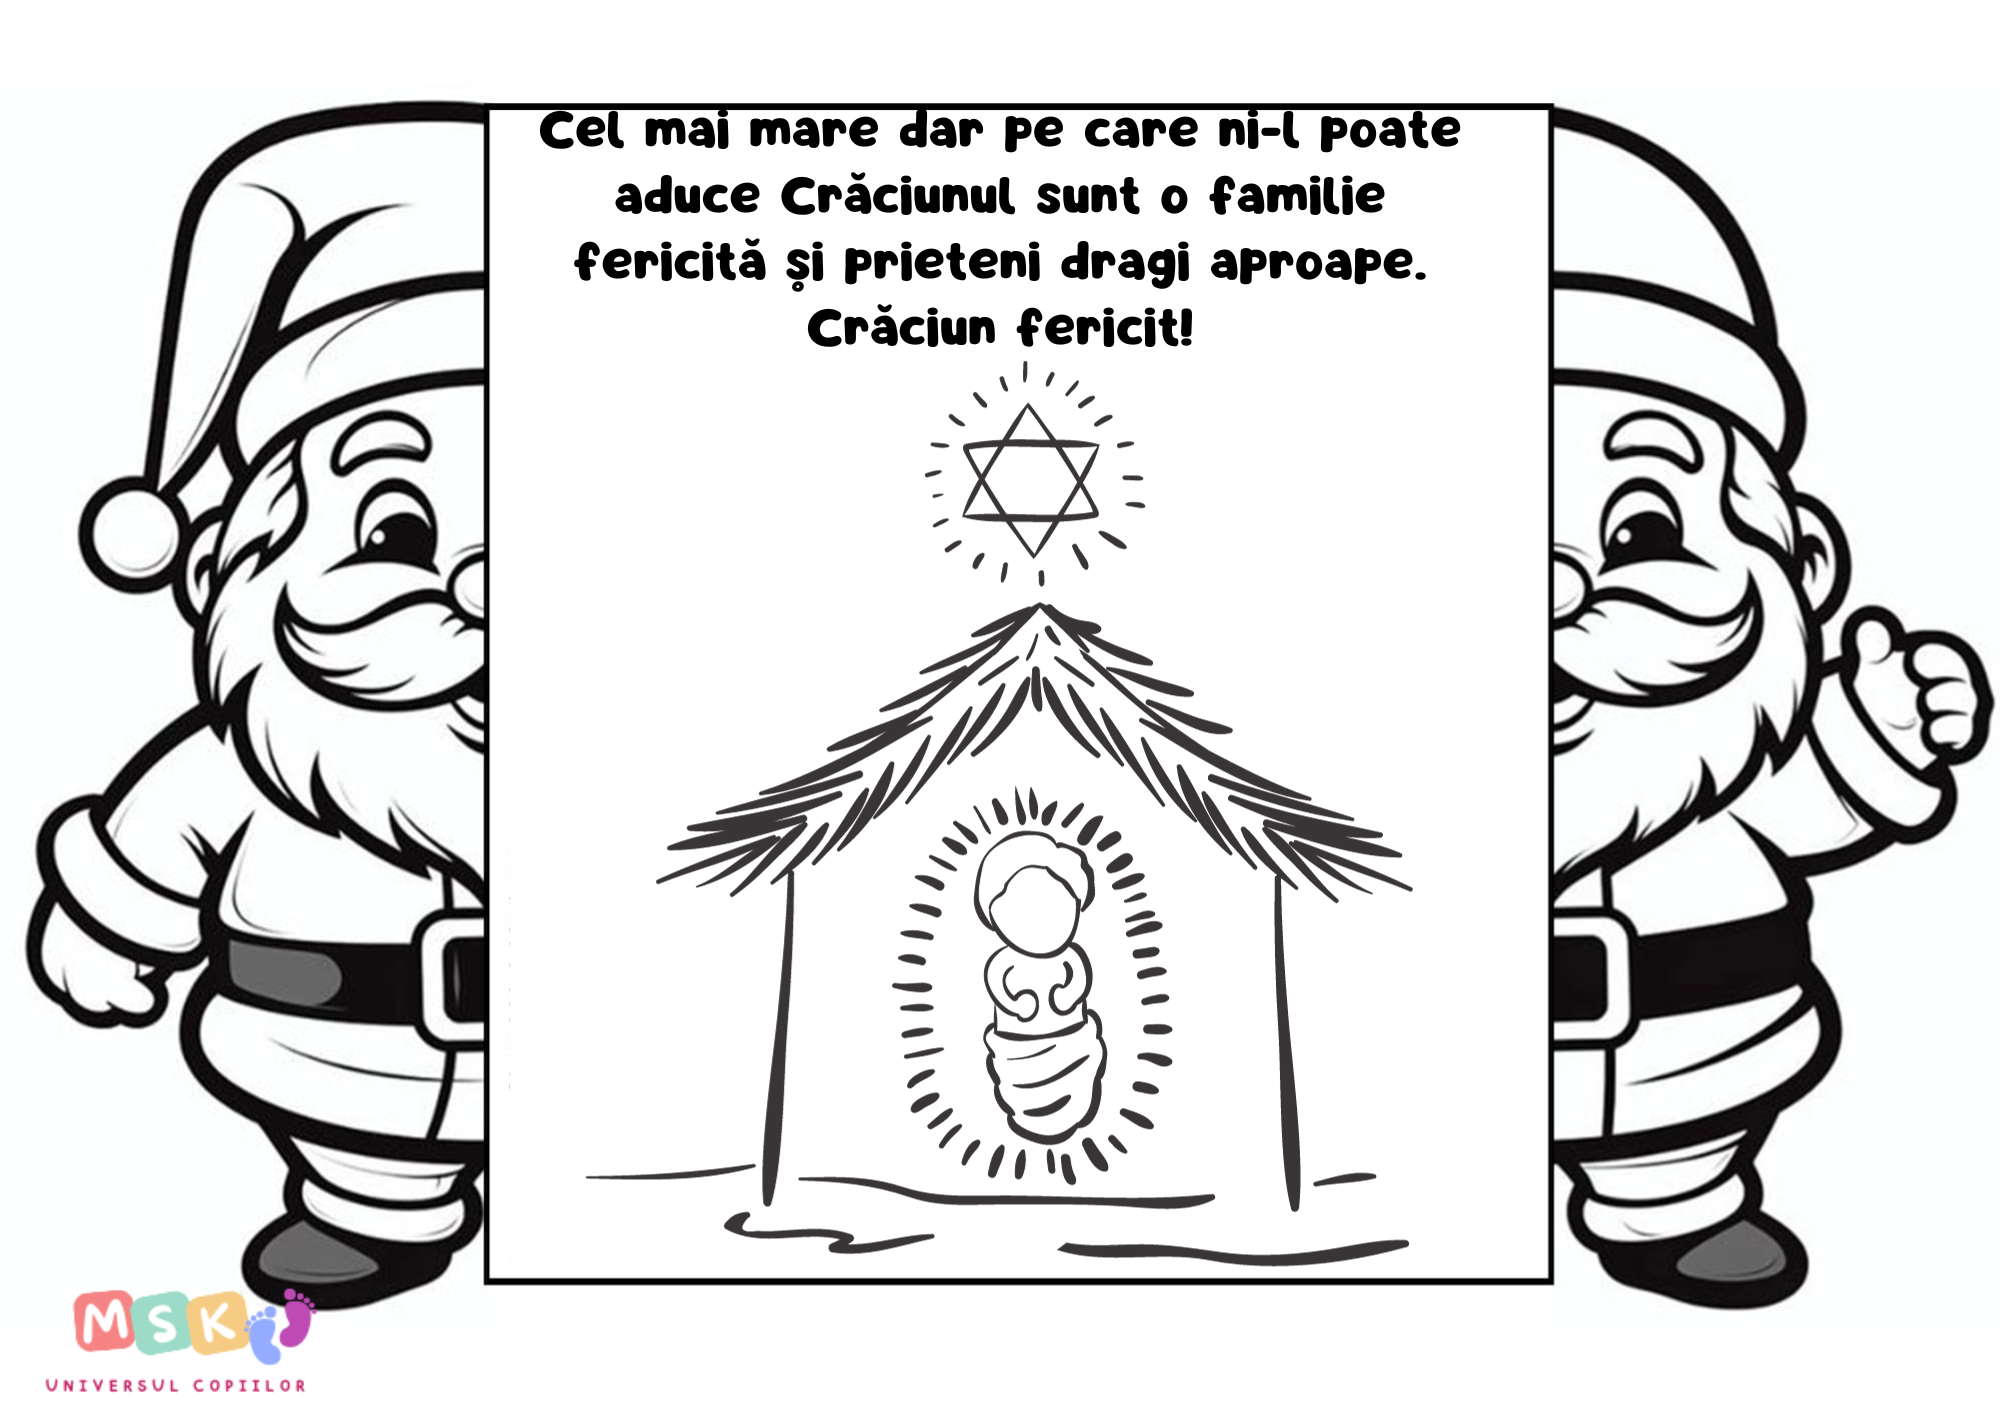 Cel mai mare dar pe care ni-l poate
aduce Crăciunul sunt o familie
fericită și prieteni dragi aproape.
Crăciun fericit!
MSK
UNIVERSUL COPIILOR